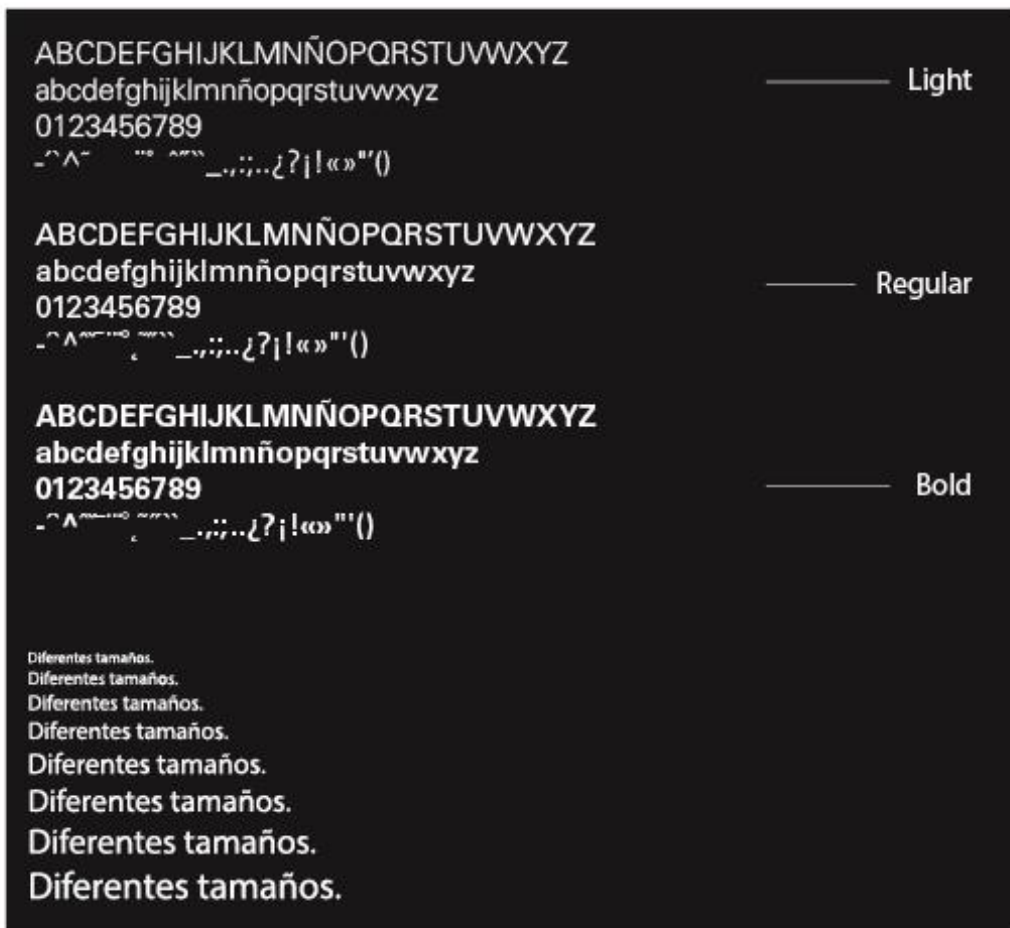 ABCDEFGHIJKLMNÑOPQRSTUVWXYZ
abcdefghijklmnñopqrstuvwxyz
0123456789
_.,:;..¿?¡!«»"'()
Light
ABCDEFGHIJKLMNÑOPQRSTUVWXYZ
abcdefghijklmnñopqrstuvwxyz
0123456789
_.,:;..¿?¡!«»"'()
Regular
ABCDEFGHIJKLMNÑOPQRSTUVWXYZ
abcdefghijklmnñopqrstuvwxyz
0123456789
_.,:;..¿?¡!«»"'()
Bold
Diferentes tamaños.
Diferentes tamaños.
Diferentes tamaños.
Diferentes tamaños.
Diferentes tamaños.
Diferentes tamaños.
Diferentes tamaños.
Diferentes tamaños.